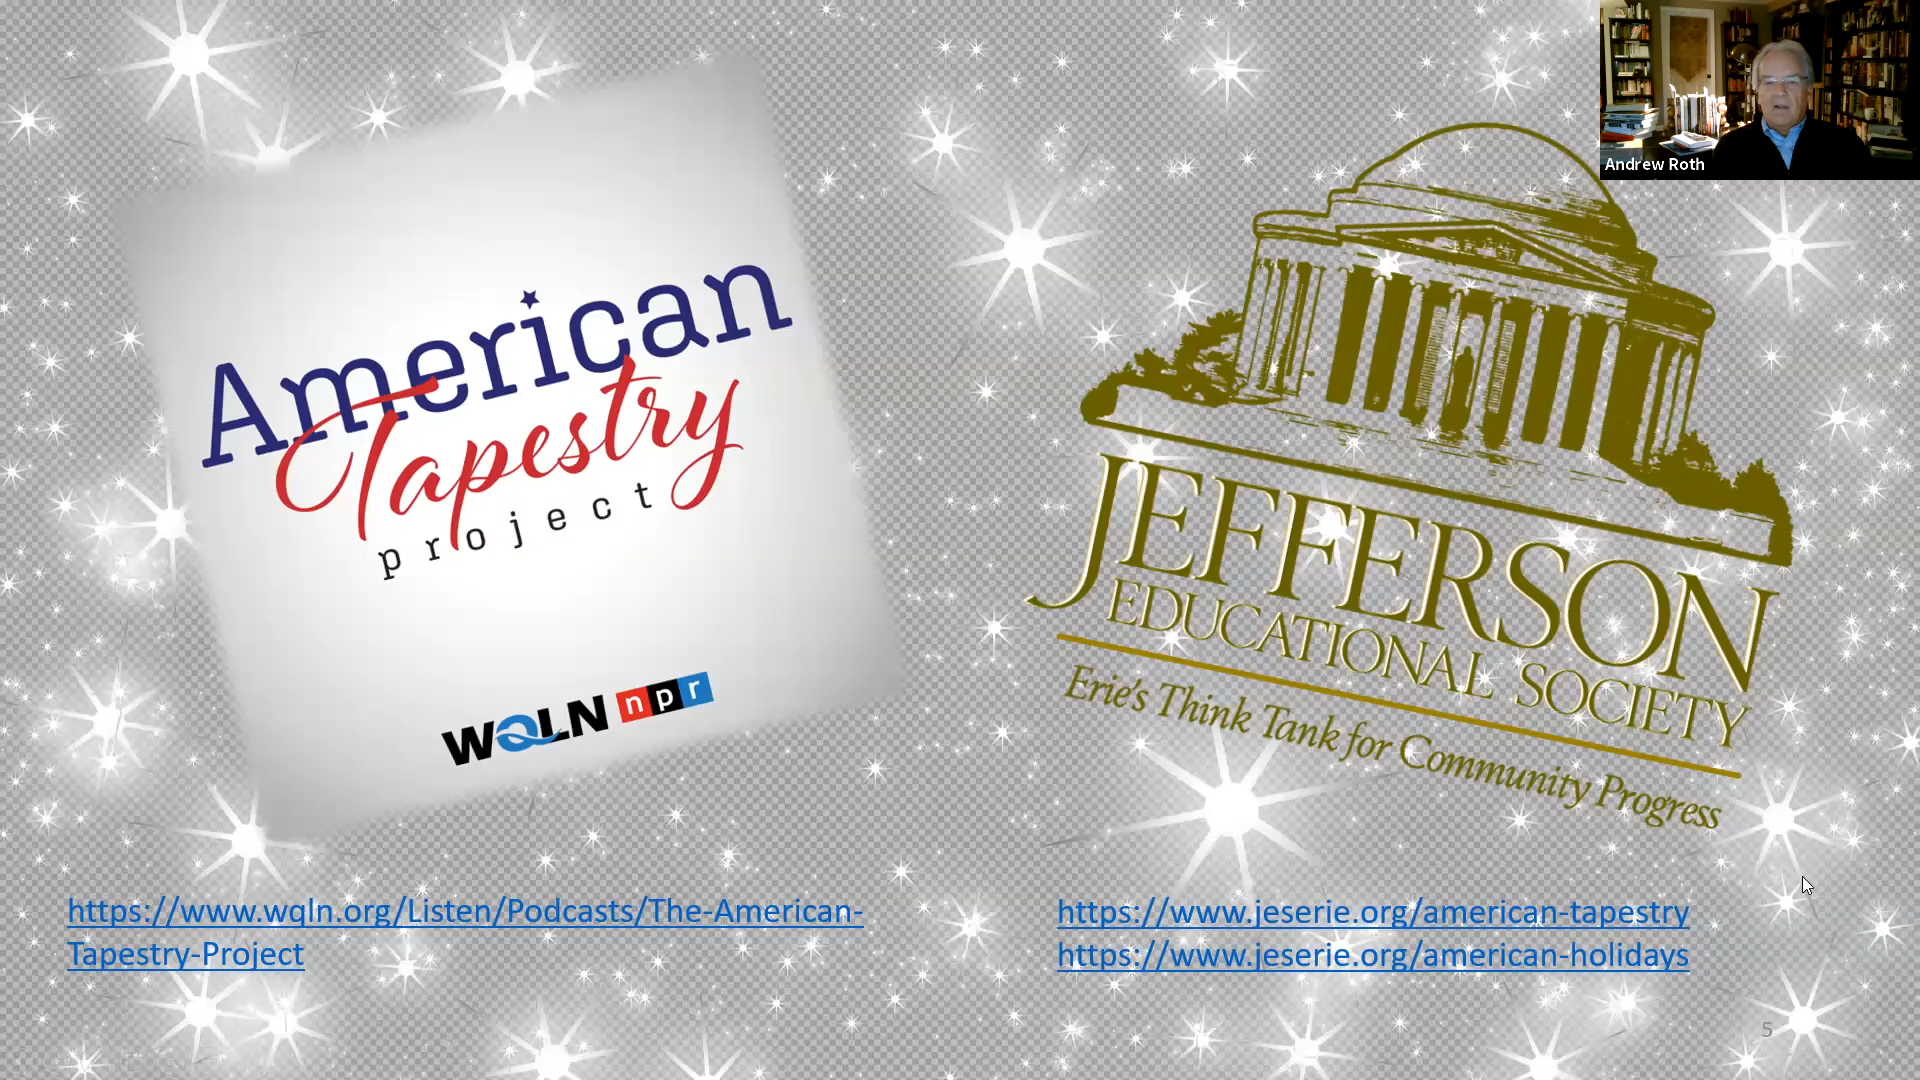 Andrew Roth
American
Tapestry
project
WQLN npr
JEFFERSON
EDUCATIONAL SOCIETY
Erie's Think Tank for Community Progress
https://www.wqln.org/Listen/Podcasts/The-American-
Tapestry-Project
https://www.jeserie.org/american-tapestry
https://www.jeserie.org/american-holidays
5